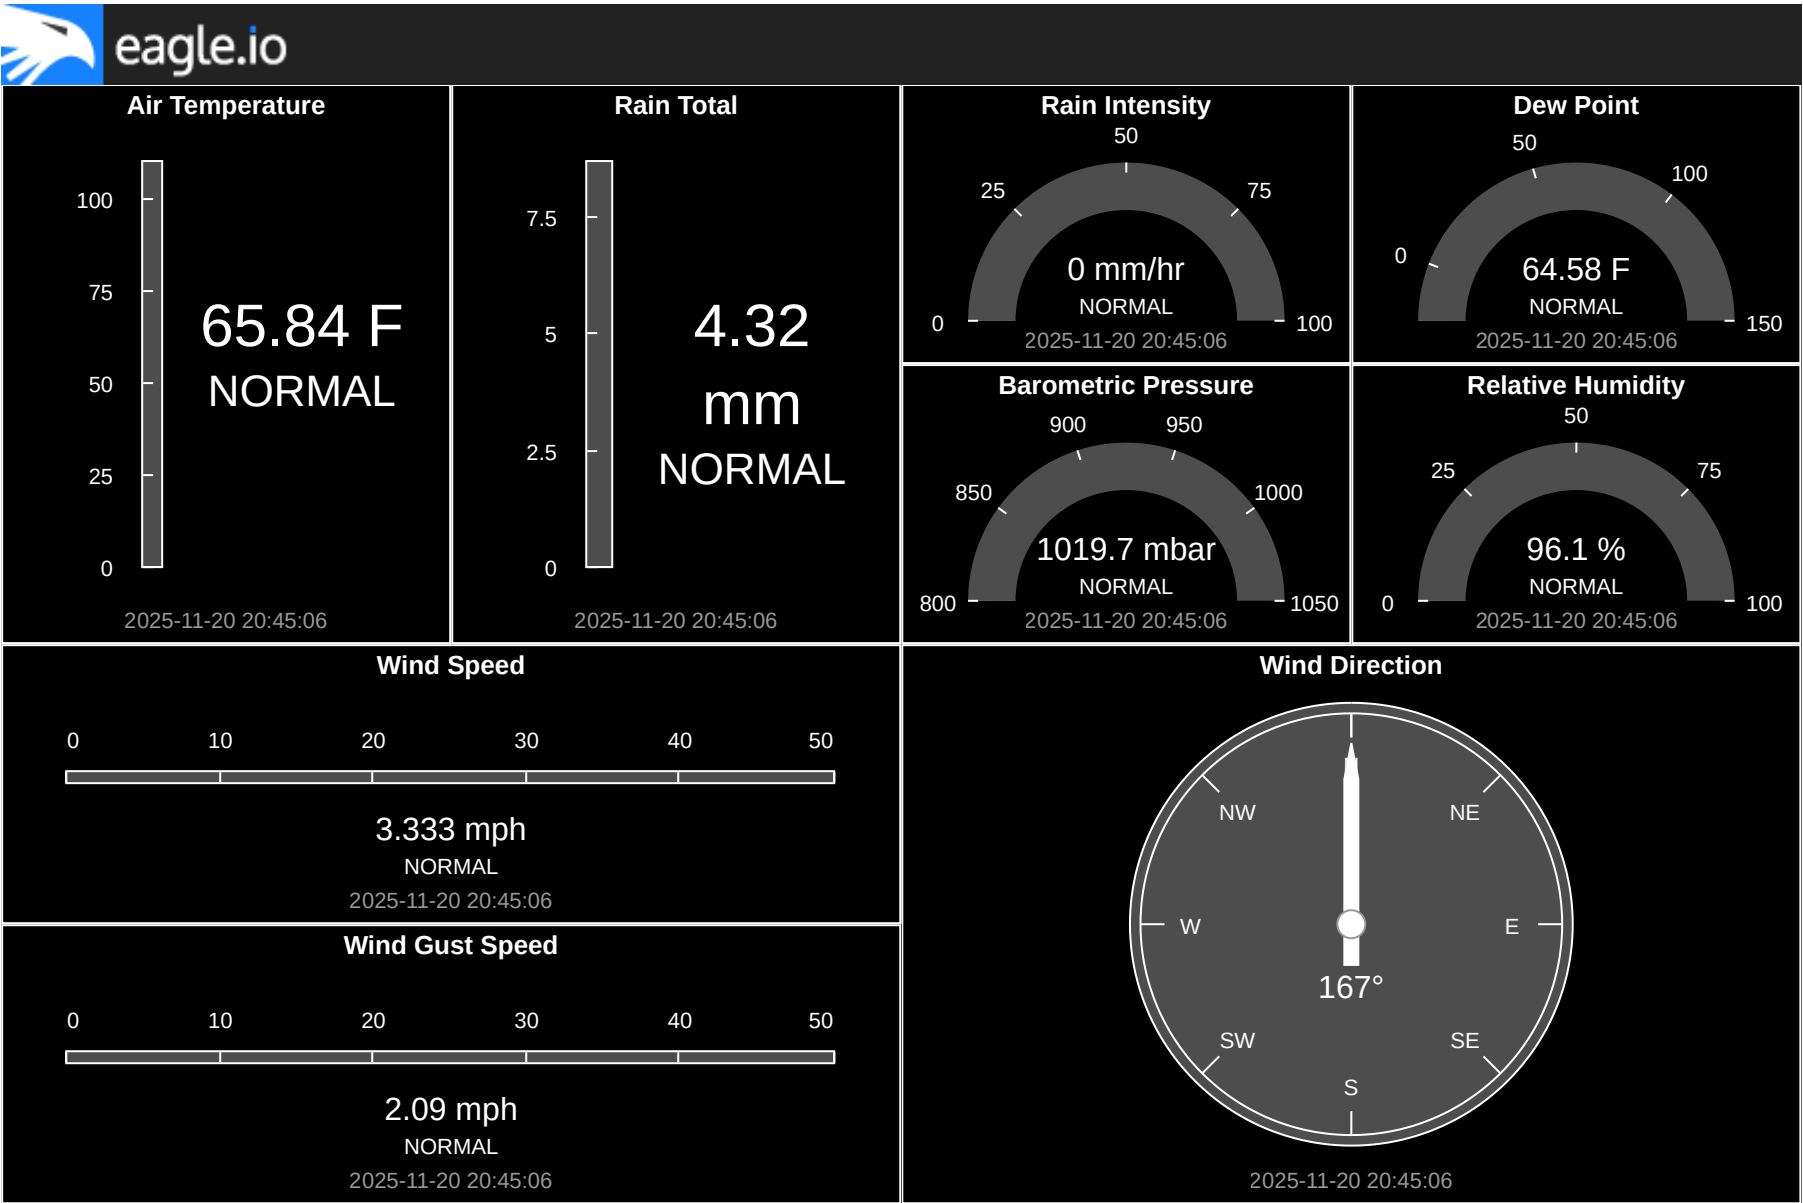 eagle.io
Air Temperature
100
75
50
25
0
65.84 F
NORMAL
2025-11-20 20:45:06
Rain Total
7.5
5
2.5
0
4.32
mm
NORMAL
2025-11-20 20:45:06
Rain Intensity
50
25
75
0
100
0 mm/hr
NORMAL
2025-11-20 20:45:06
Dew Point
50
100
0
150
64.58 F
NORMAL
2025-11-20 20:45:06
Barometric Pressure
900
950
850
1000
800
1050
1019.7 mbar
NORMAL
2025-11-20 20:45:06
Relative Humidity
50
25
75
0
100
96.1 %
NORMAL
2025-11-20 20:45:06
Wind Speed
0 10 20 30 40 50
3.333 mph
NORMAL
2025-11-20 20:45:06
Wind Gust Speed
0 10 20 30 40 50
2.09 mph
NORMAL
2025-11-20 20:45:06
Wind Direction
NW NE
W E
167°
SW SE
S
2025-11-20 20:45:06